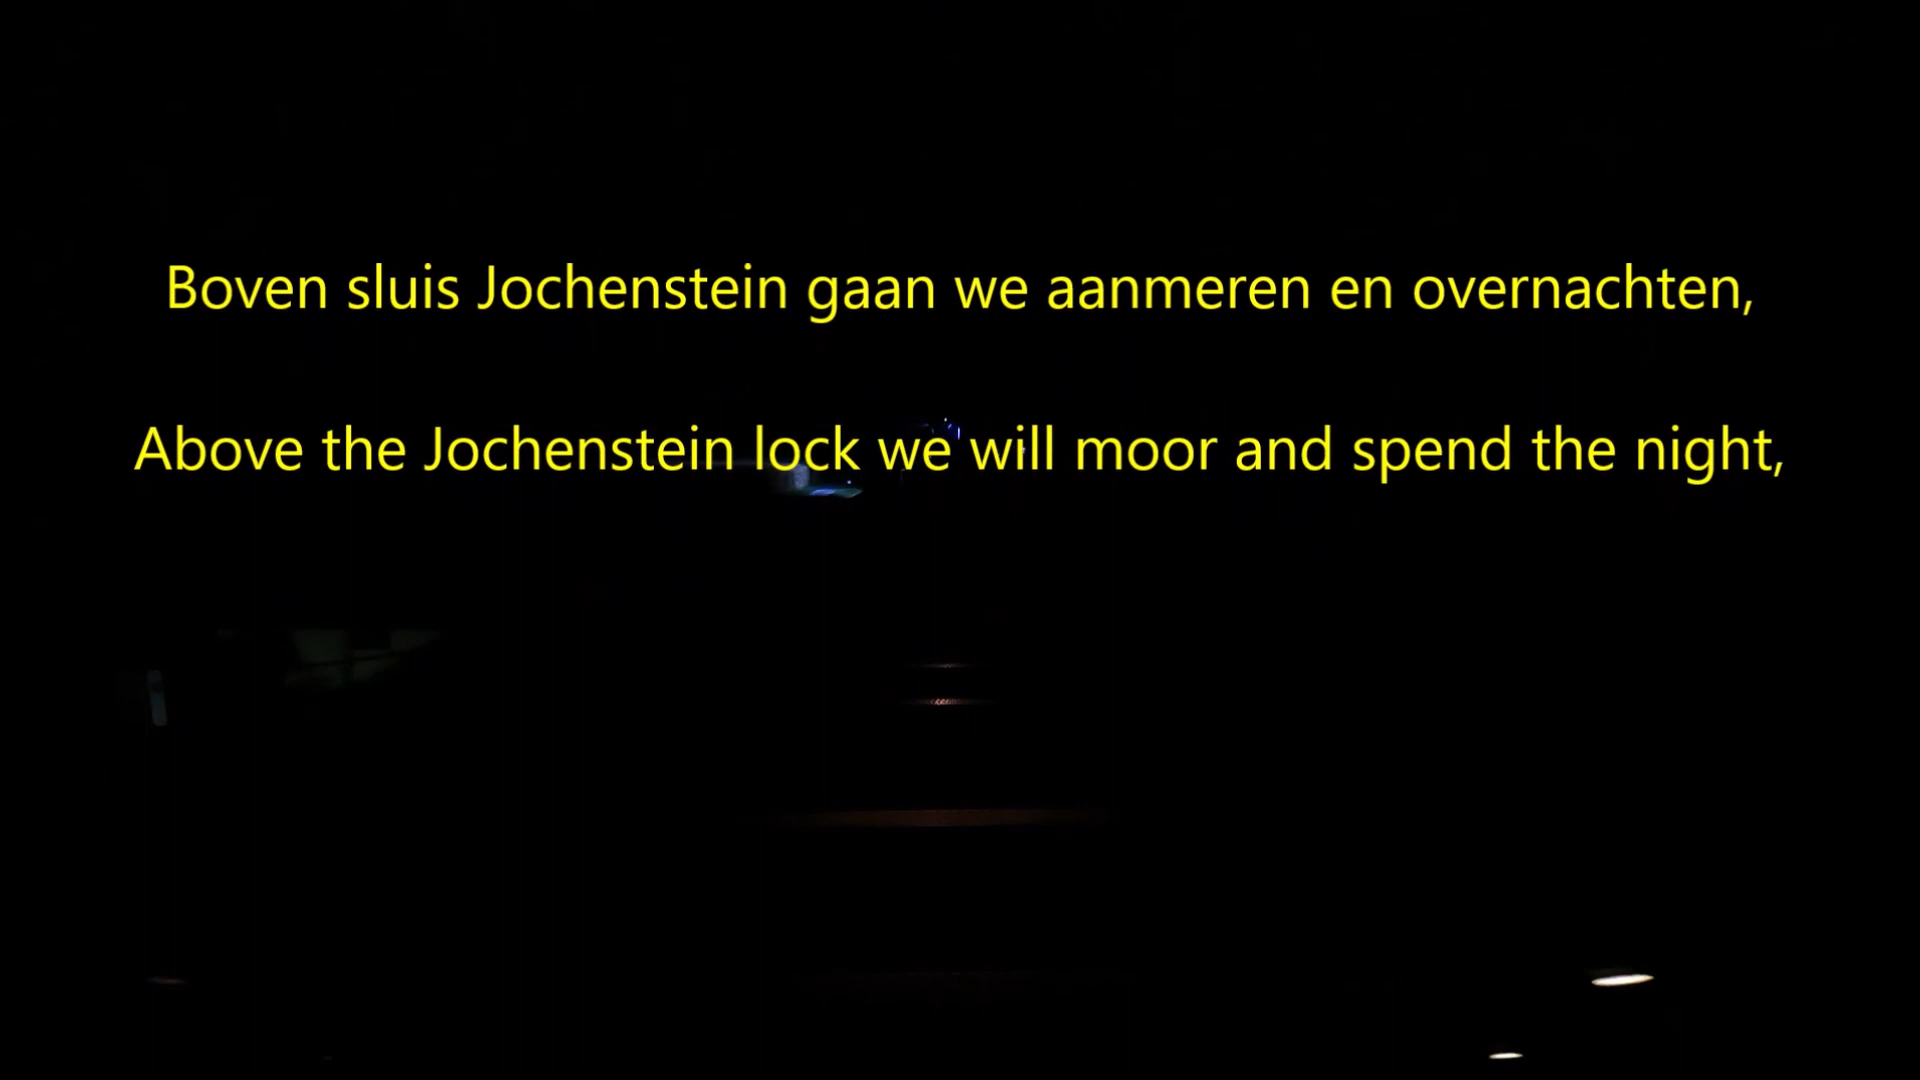 Boven sluis Jochenstein gaan we aanmeren en overnachten,
Above the Jochenstein lock we will moor and spend the night,